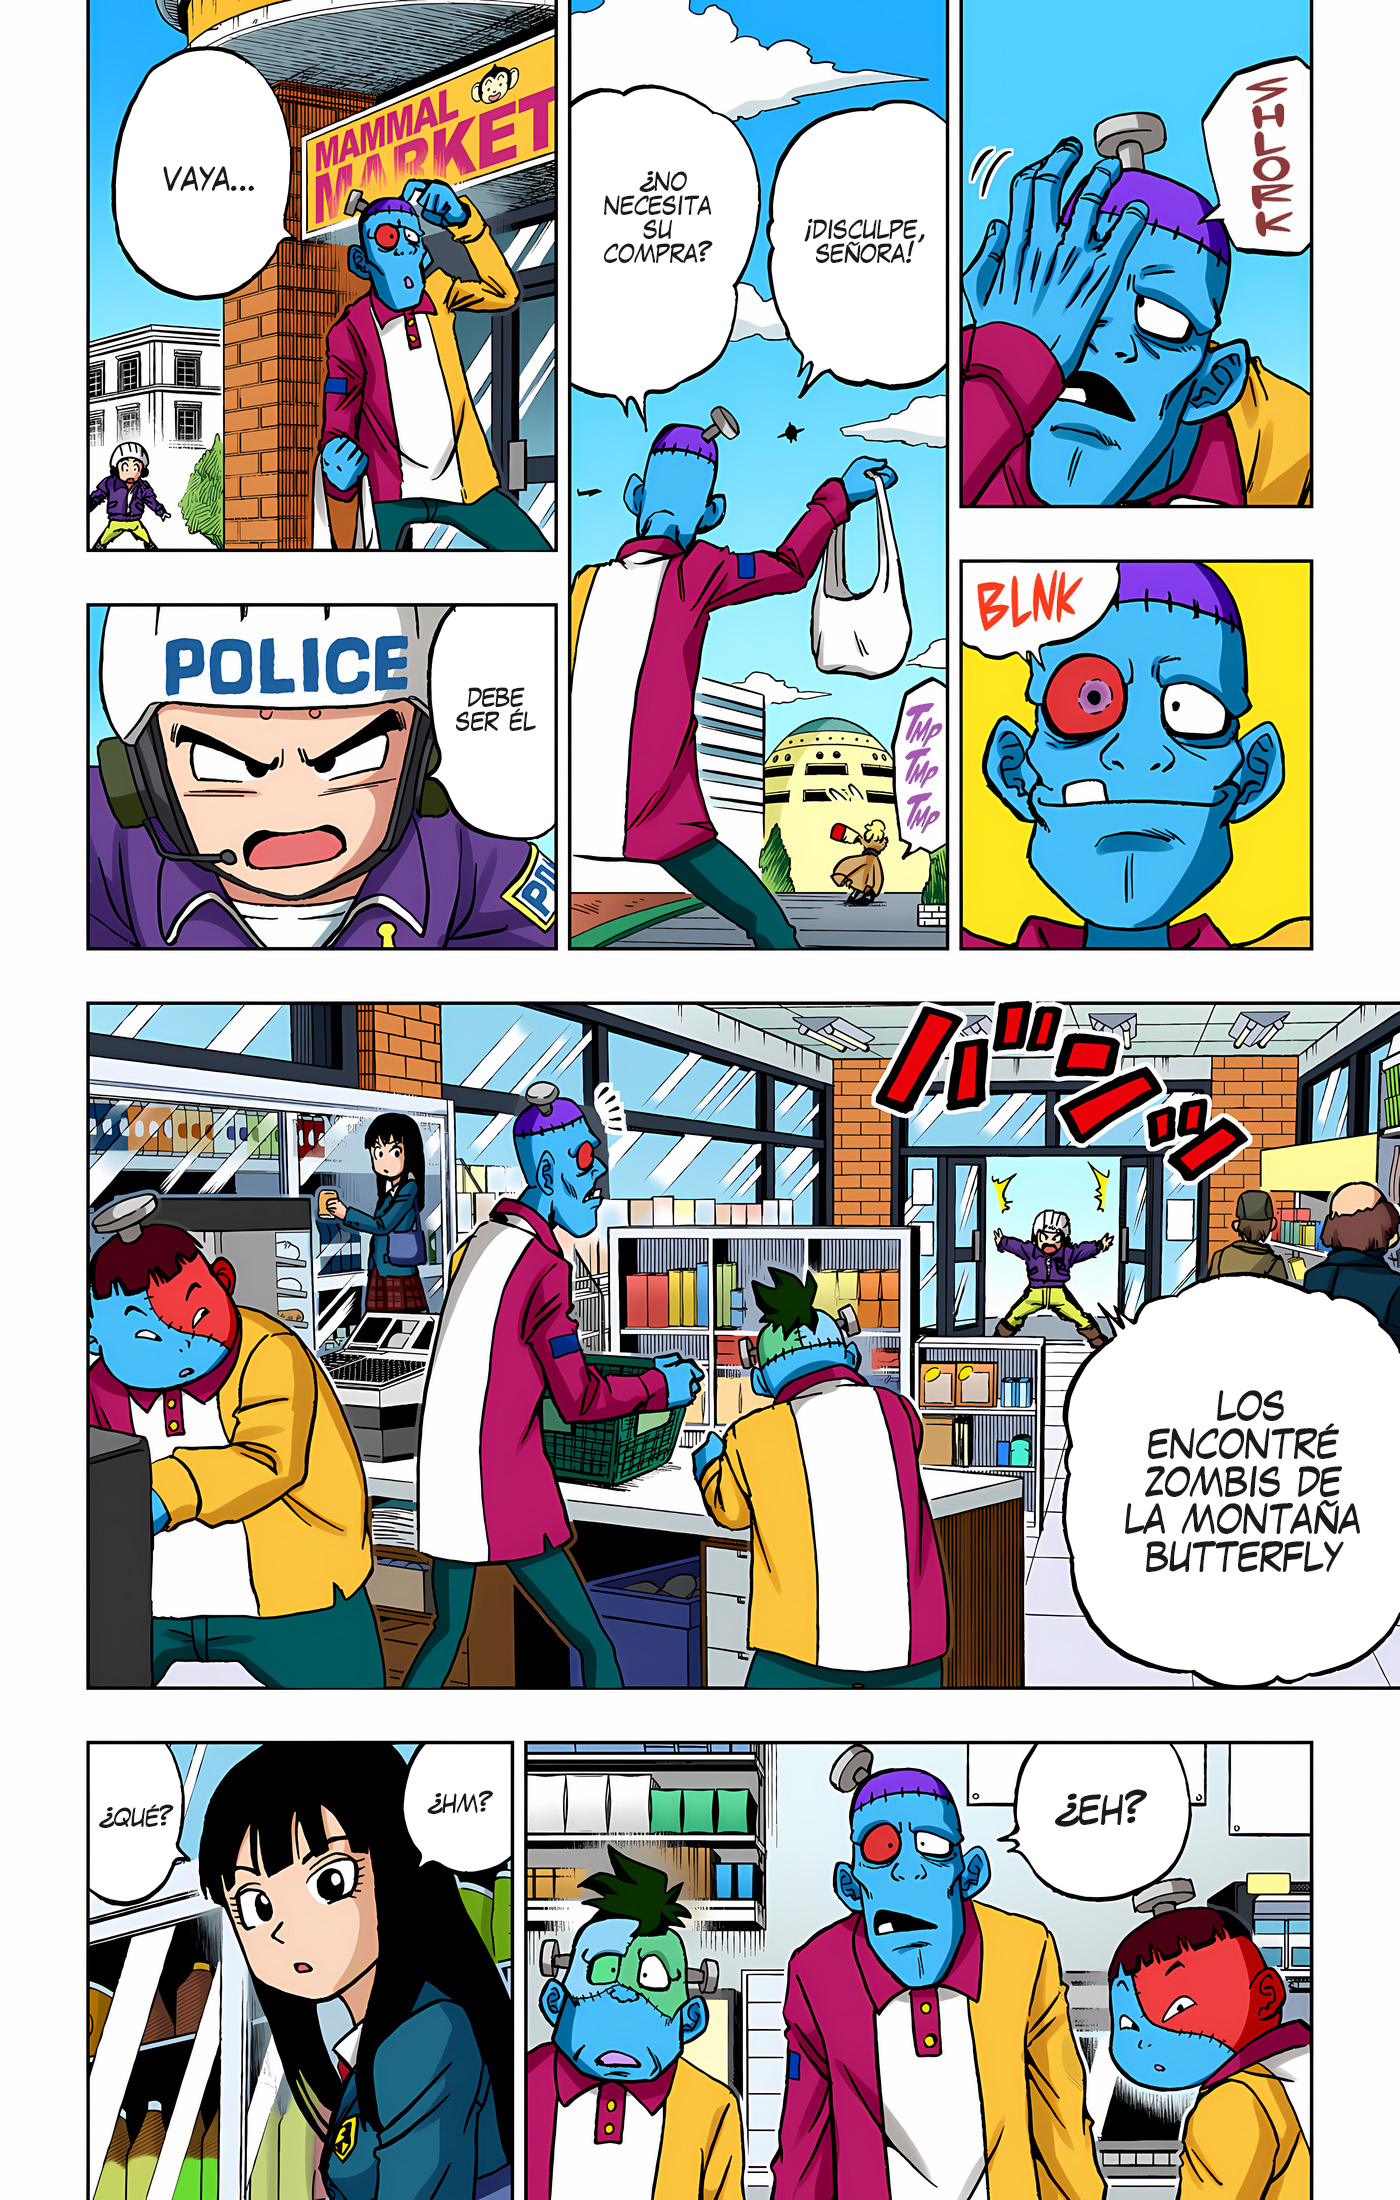 SHLORK
BLNK
¡DISCULPE,
SEÑORA!
¿NO
NECESITA
SU
COMPRA?
TMP
TMP
TMP
MAMMAL
MARKET
VAYA...
POLICE
DEBE
SER ÉL
バンッ
LOS
ENCONTRÉ
ZOMBIS DE
LA MONTAÑA
BUTTERFLY
¿EH?
¿HM?
¿QUÉ?